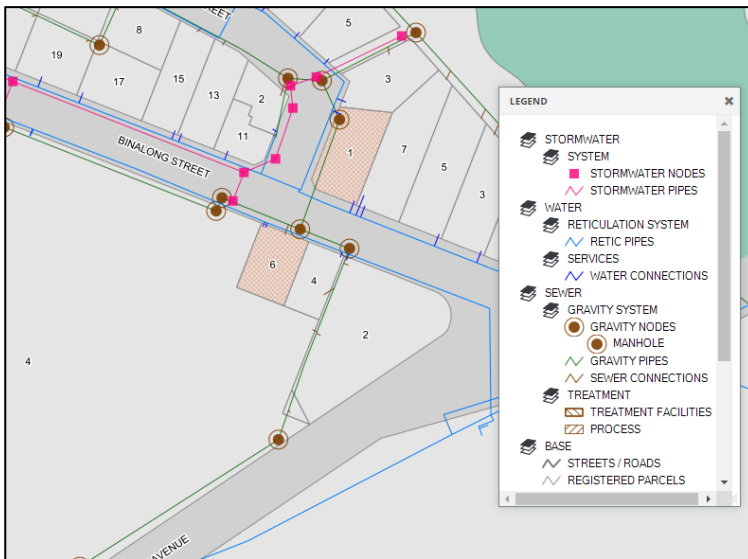 STREET
8
5
19
17
15
13
2
11
3
1
7
5
3
BINALONG STREET
6
4
2
4
AVENUE
LEGEND
STORMWATER
SYSTEM
STORMWATER NODES
STORMWATER PIPES
WATER
RETICULATION SYSTEM
RETIC PIPES
SERVICES
WATER CONNECTIONS
SEWER
GRAVITY SYSTEM
GRAVITY NODES
MANHOLE
GRAVITY PIPES
SEWER CONNECTIONS
TREATMENT
TREATMENT FACILITIES
PROCESS
BASE
STREETS / ROADS
REGISTERED PARCELS